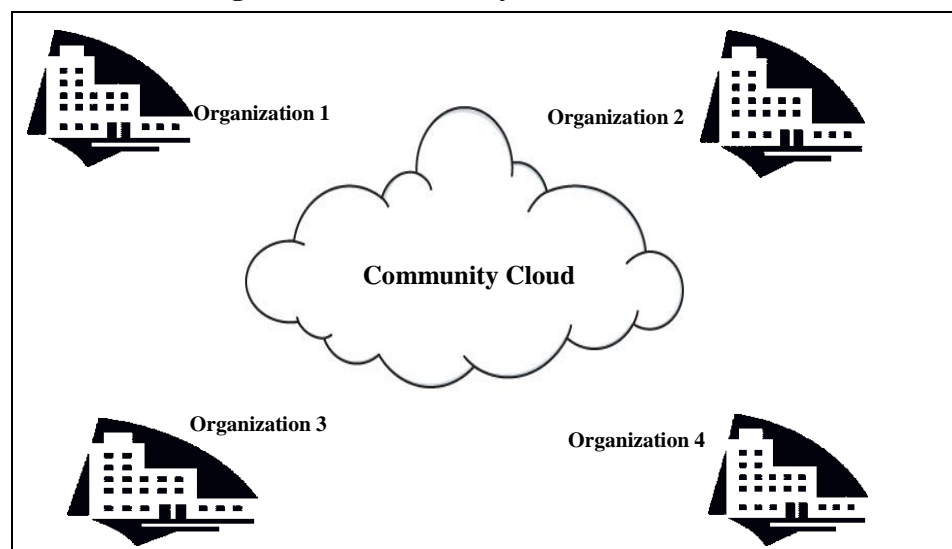 Organization 1
Organization 2
Community Cloud
Organization 3
Organization 4